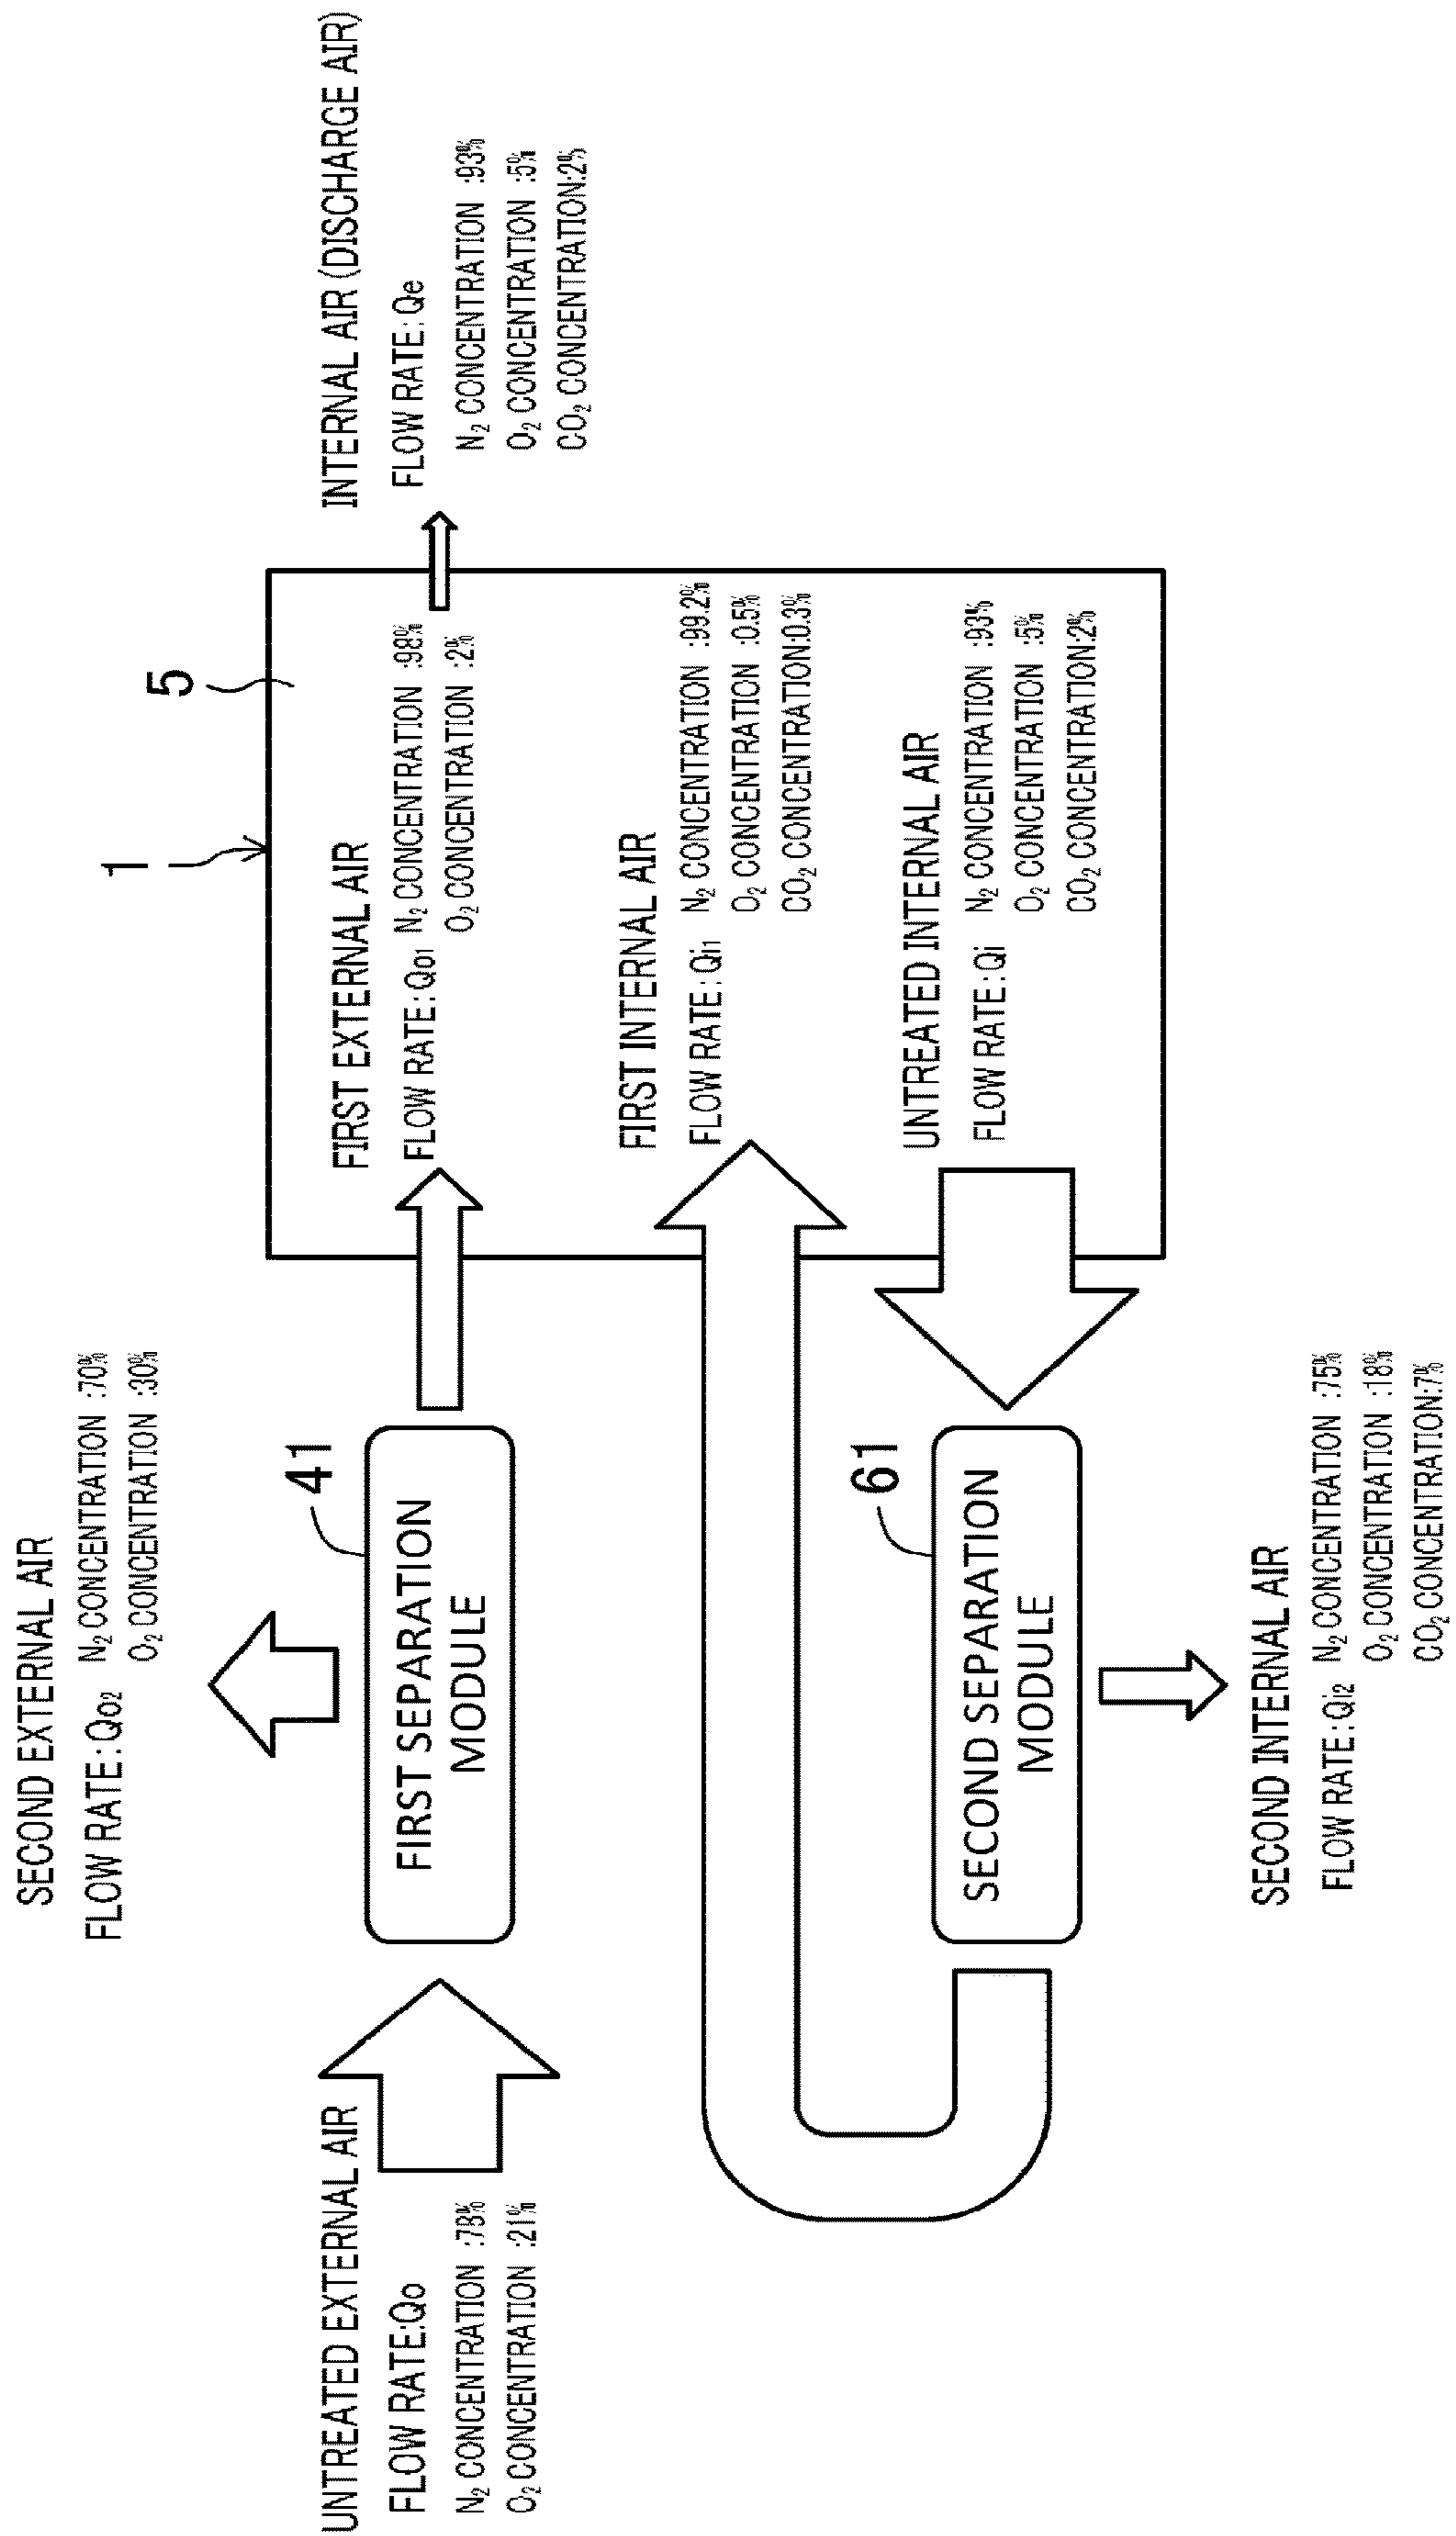 SECOND EXTERNAL AIR
FLOW RATE:Qo2
N₂ CONCENTRATION :70%
O₂ CONCENTRATION :30%
UNTREATED EXTERNAL AIR
FLOW RATE:Qo
N₂ CONCENTRATION :78%
O₂ CONCENTRATION :21%
41
FIRST SEPARATION
MODULE
1
5
FIRST EXTERNAL AIR
FLOW RATE:Qo1
N₂ CONCENTRATION :98%
O₂ CONCENTRATION :2%
INTERNAL AIR (DISCHARGE AIR)
FLOW RATE:Qe
N₂ CONCENTRATION :93%
O₂ CONCENTRATION :5%
CO₂ CONCENTRATION:2%
FIRST INTERNAL AIR
FLOW RATE:Qi1
N₂ CONCENTRATION :99.2%
O₂ CONCENTRATION :0.5%
CO₂ CONCENTRATION:0.3%
61
SECOND SEPARATION
MODULE
UNTREATED INTERNAL AIR
FLOW RATE:Qi
N₂ CONCENTRATION :93%
O₂ CONCENTRATION :5%
CO₂ CONCENTRATION:2%
SECOND INTERNAL AIR
FLOW RATE:Qi2
N₂ CONCENTRATION :75%
O₂ CONCENTRATION :18%
CO₂ CONCENTRATION:7%